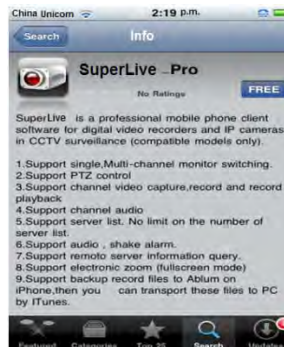 China Unicom 2:19 p.m.
Search Info
SuperLive -Pro
No Ratings FREE
SuperLive is a professional mobile phone client
software for digital video recorders and IP cameras
in CCTV surveillance (compatible models only).
1.Support single,Multi-channel monitor switching.
2.Support PTZ control
3.Support channel video capture,record and record
playback
4.Support channel audio
5.Support server list. No limit on the number of
server list.
6.Support audio , shake alarm.
7.Support remoto server information query.
8.Support electronic zoom (fullscreen mode)
9.Support backup record files to Ablum on
iPhone,then you can transport these files to PC
by ITunes.
Featured Categories Top 25 Search Updates